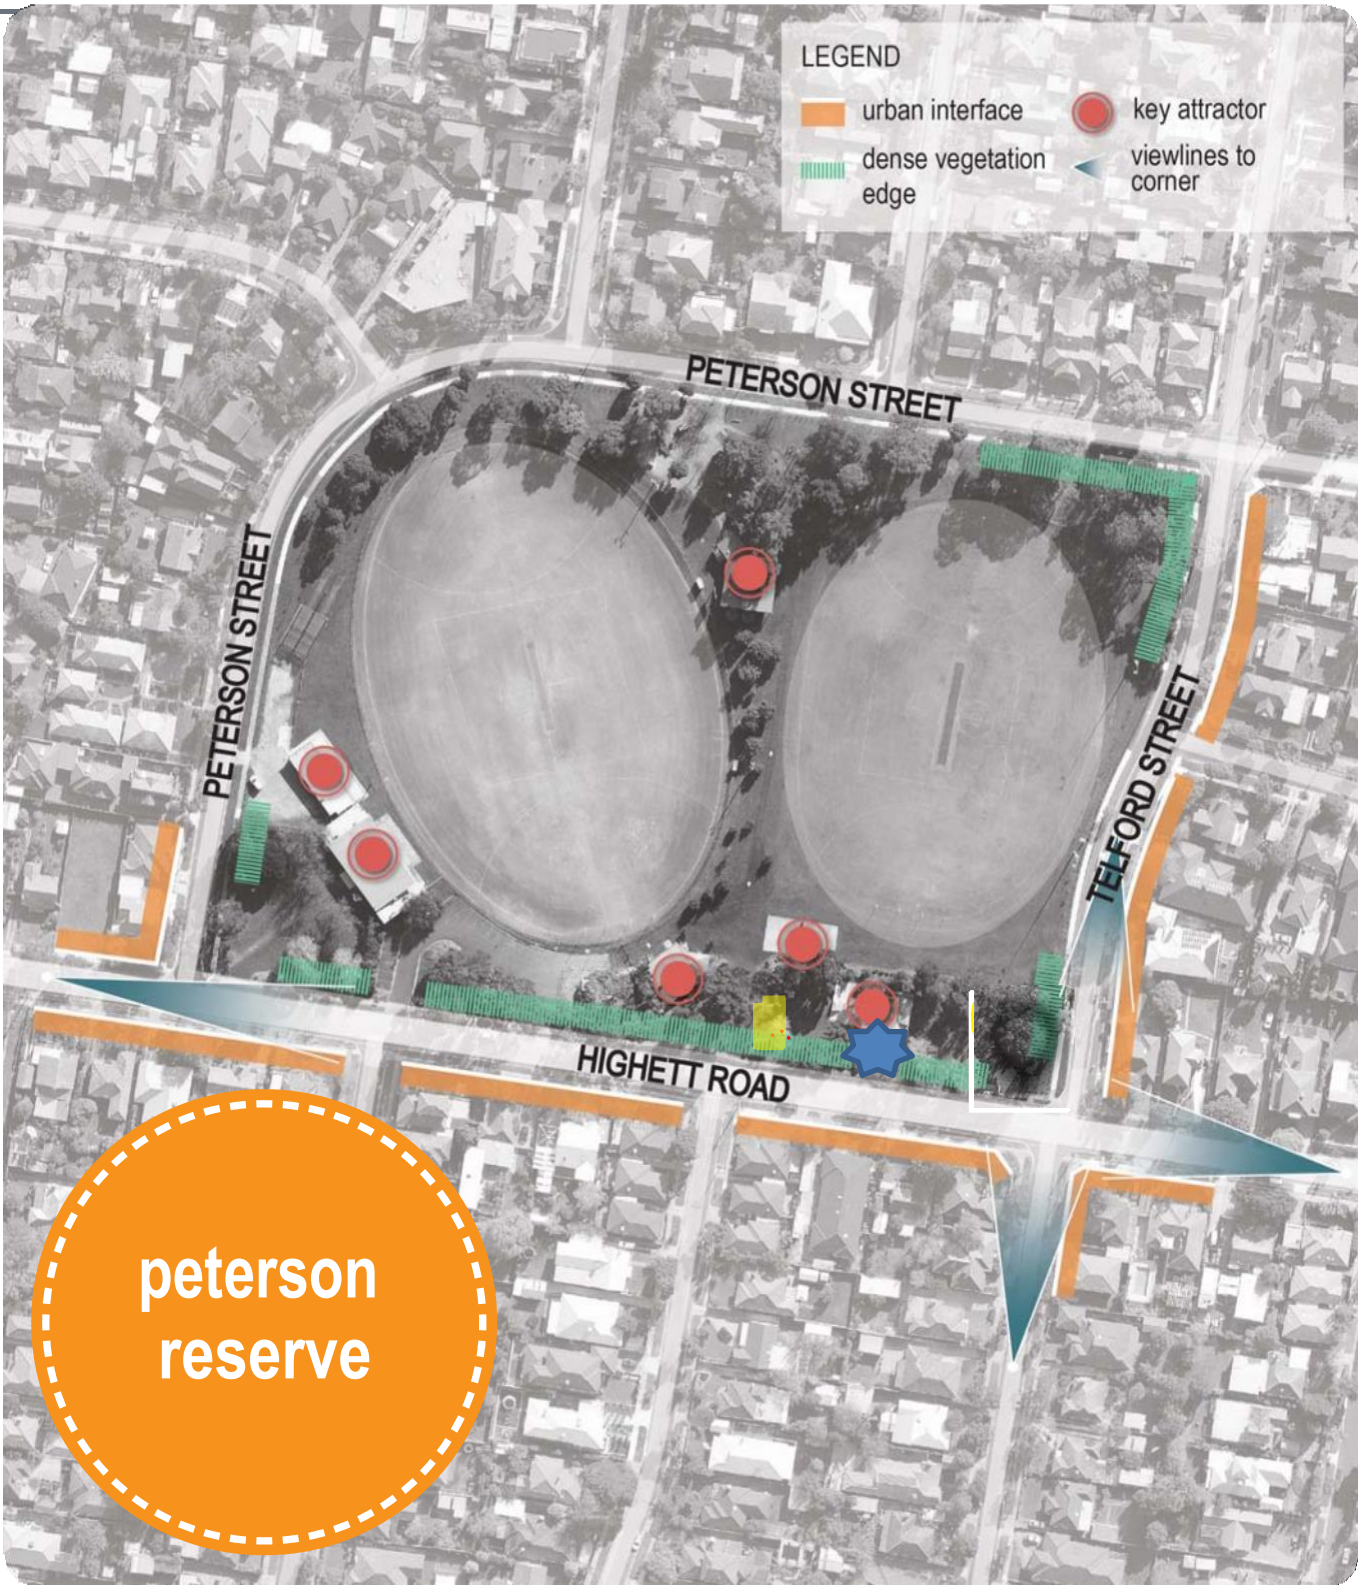 LEGEND
urban interface
key attractor
dense vegetation
edge
viewlines to
corner
PETERSON STREET
PETERSON STREET
TELFORD STREET
HIGHETT ROAD
peterson
reserve